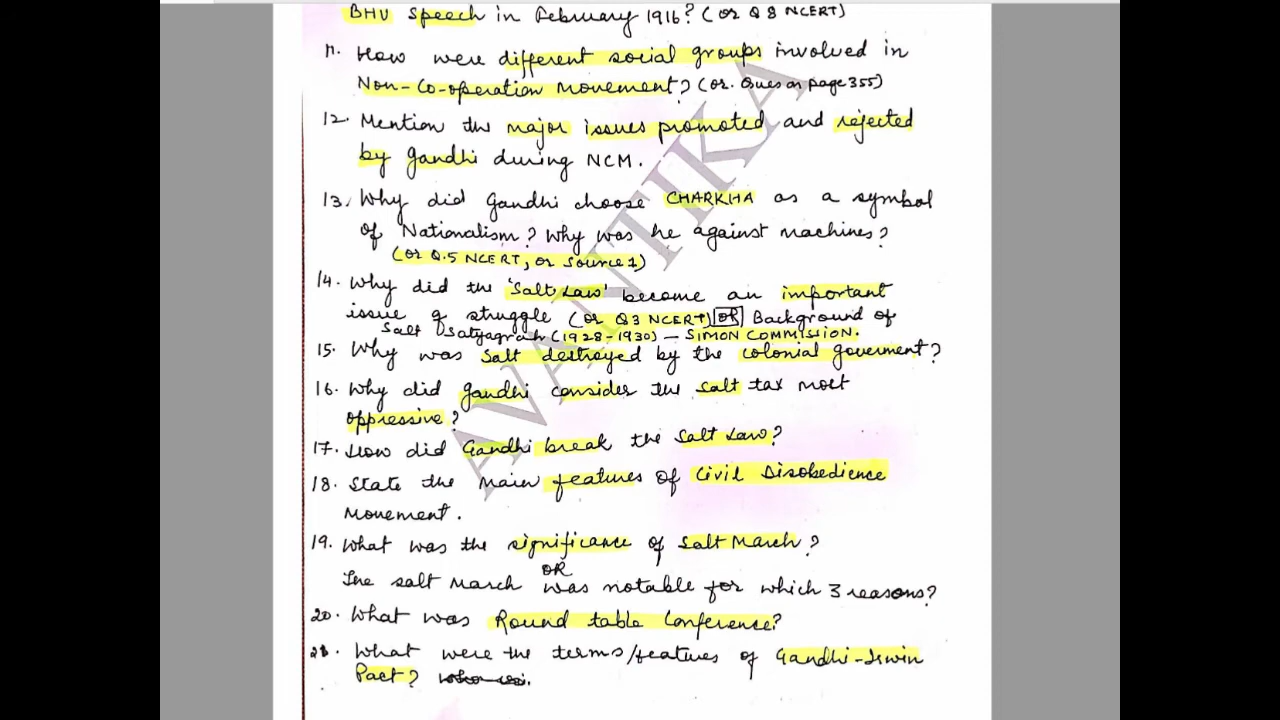 BHU Speech in February 1916? (or Q 8 NCERT)
11. How were different social groups involved in
Non-Co-operation Movement? (or. Ques on page 355)
12. Mention the major issues promoted and rejected
by Gandhi during NCM.
13. Why did Gandhi choose CHARKHA as a symbol
of Nationalism? Why was he against machines?
(or Q.5 NCERT, or Source 1)
14. Why did the 'Salt Law' become an important
issue of struggle (or Q3 NCERT) OR Background of
Salt Satyagrah (1928-1930) – SIMON COMMISSION.
15. Why was Salt destroyed by the colonial goverment?
16. Why did Gandhi consider the salt tax most
oppressive?
17. How did Gandhi break the Salt Law?
18. State the main features of Civil Disobedience
Movement.
19. What was the significance of Salt March?
OR
The salt March was notable for which 3 reasons?
20. What was Round table Conference?
21. What were the terms/features of Gandhi-Irwin
Pact?
AVANTIKA